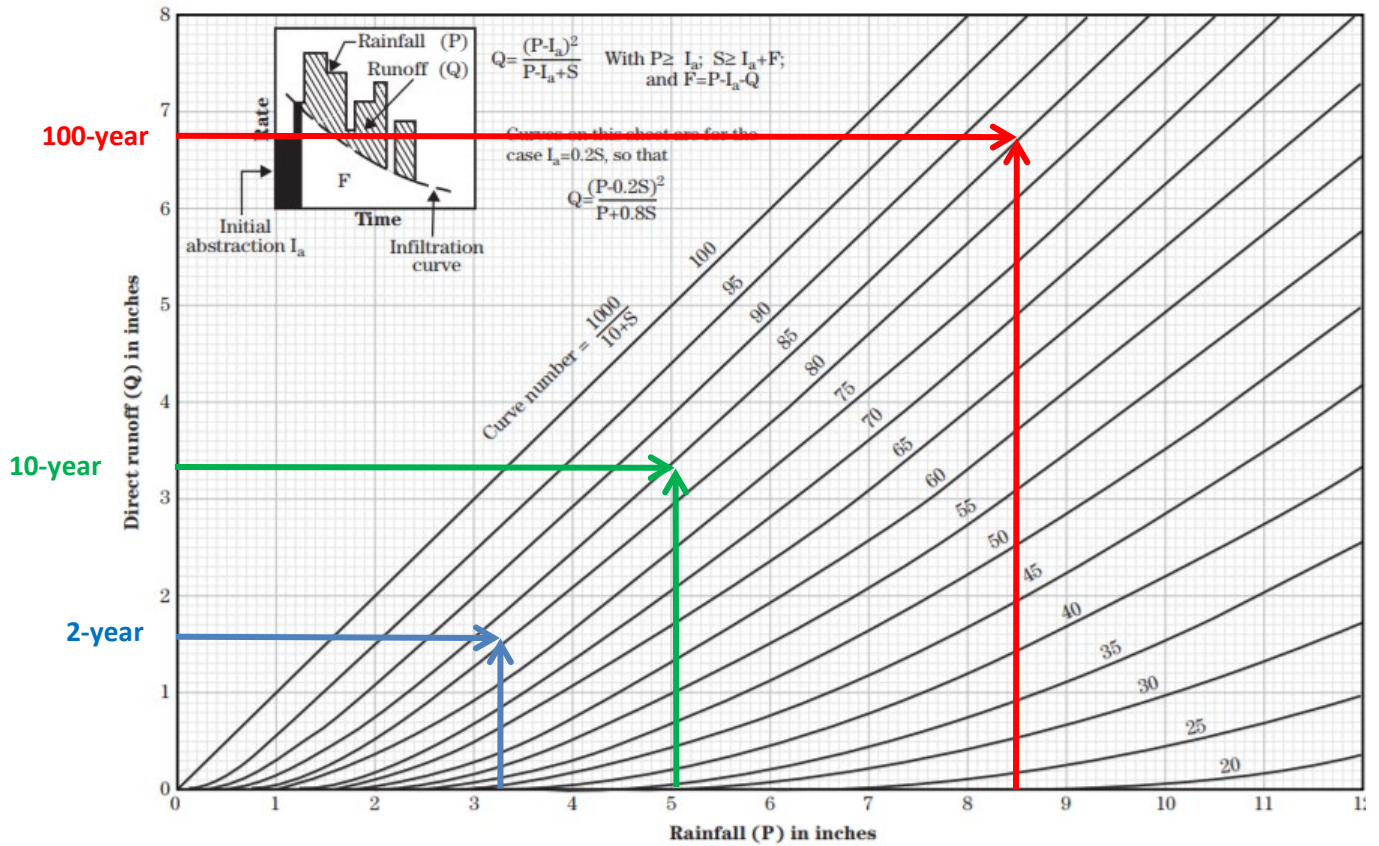 8
7
6
5
4
3
2
1
0
Direct runoff (Q) in inches
100-year
10-year
2-year
Rainfall (P)
Runoff (Q)
Rate
F
Time
Initial
abstraction Ia
Infiltration
curve
Q= (P-Ia)²
P-Ia+S
With P≥ Ia; S≥ Ia+F;
and F=P-Ia-Q
Curves on this sheet are for the
case Ia=0.2S, so that
Q= (P-0.2S)²
P+0.8S
Curve number = 1000
10+S
100
95
90
85
80
75
70
65
60
55
50
45
40
35
30
25
20
0 1 2 3 4 5 6 7 8 9 10 11
Rainfall (P) in inches